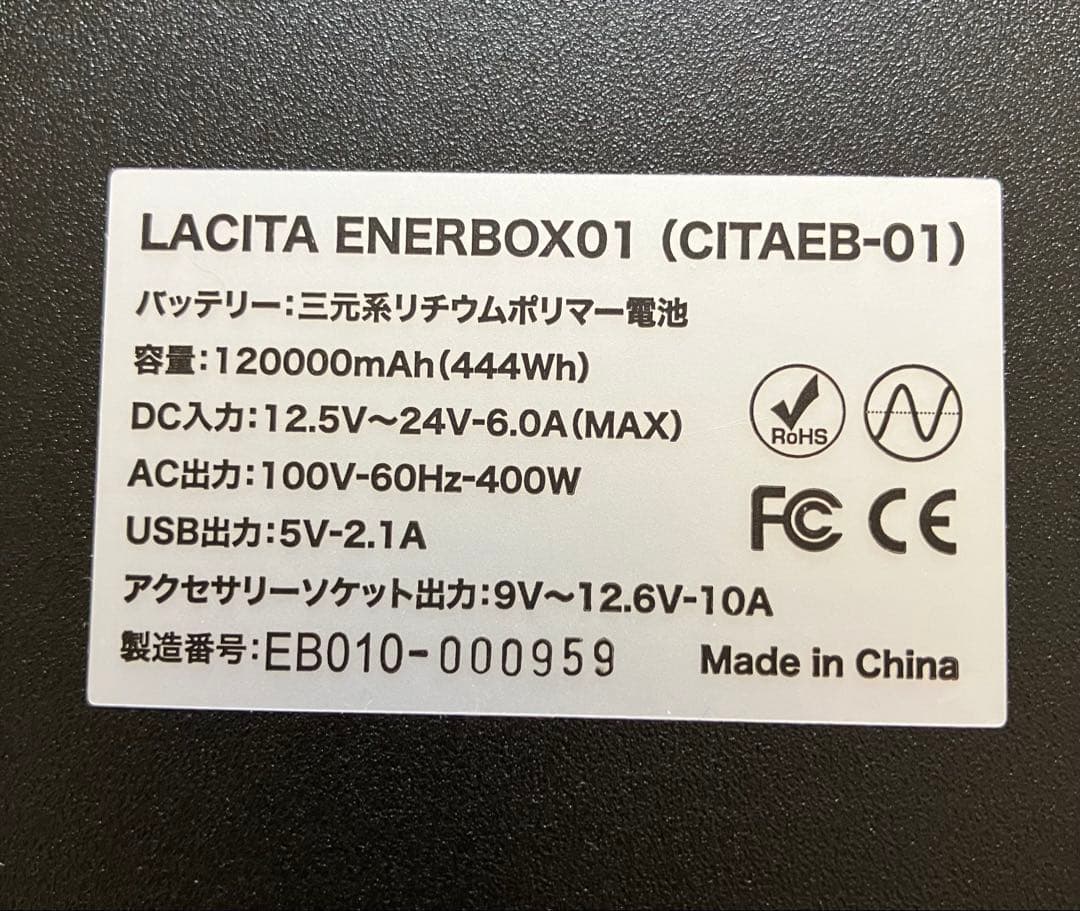 LACITA ENERBOX01 (CITAEB-01)
バッテリー:三元系リチウムポリマー電池
容量:120000mAh(444Wh)
DC入力:12.5V〜24V-6.0A(MAX)
AC出力:100V-60Hz-400W
USB出力:5V-2.1A
アクセサリーソケット出力:9V〜12.6V-10A
製造番号:EB010-000959
RoHS
FC CE
Made in China